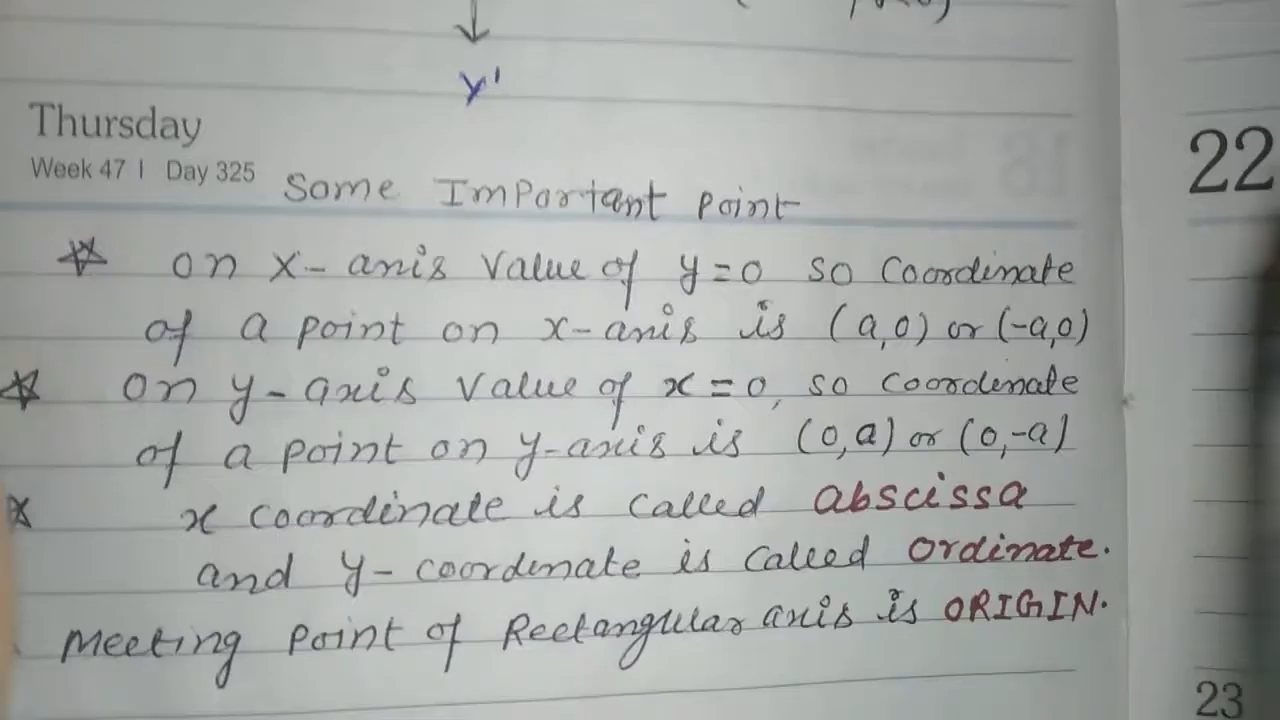 Y'
Thursday
22
Week 47 | Day 325
Some Important Point
on x-axis value of y=0 so coordinate
of a point on x-axis is (a,0) or (-a,0)
on y-axis value of x=0, so coordinate
of a point on y-axis is (0,a) or (0,-a)
x coordinate is called abscissa
and y-coordinate is called ordinate.
Meeting point of Rectangular axis is ORIGIN.
23